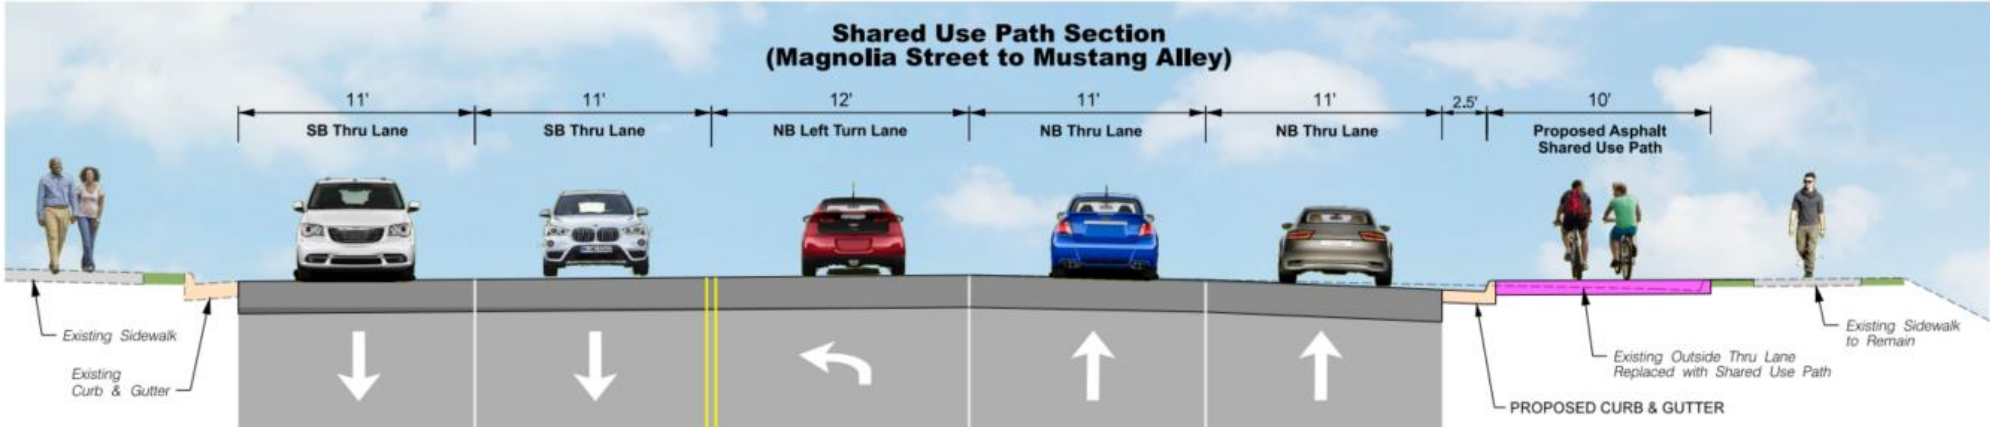 Shared Use Path Section
(Magnolia Street to Mustang Alley)
11'
11'
12'
11'
11'
2.5'
10'
SB Thru Lane
SB Thru Lane
NB Left Turn Lane
NB Thru Lane
NB Thru Lane
Proposed Asphalt
Shared Use Path
Existing Sidewalk
Existing
Curb & Gutter
Existing Outside Thru Lane
Replaced with Shared Use Path
Existing Sidewalk
to Remain
PROPOSED CURB & GUTTER